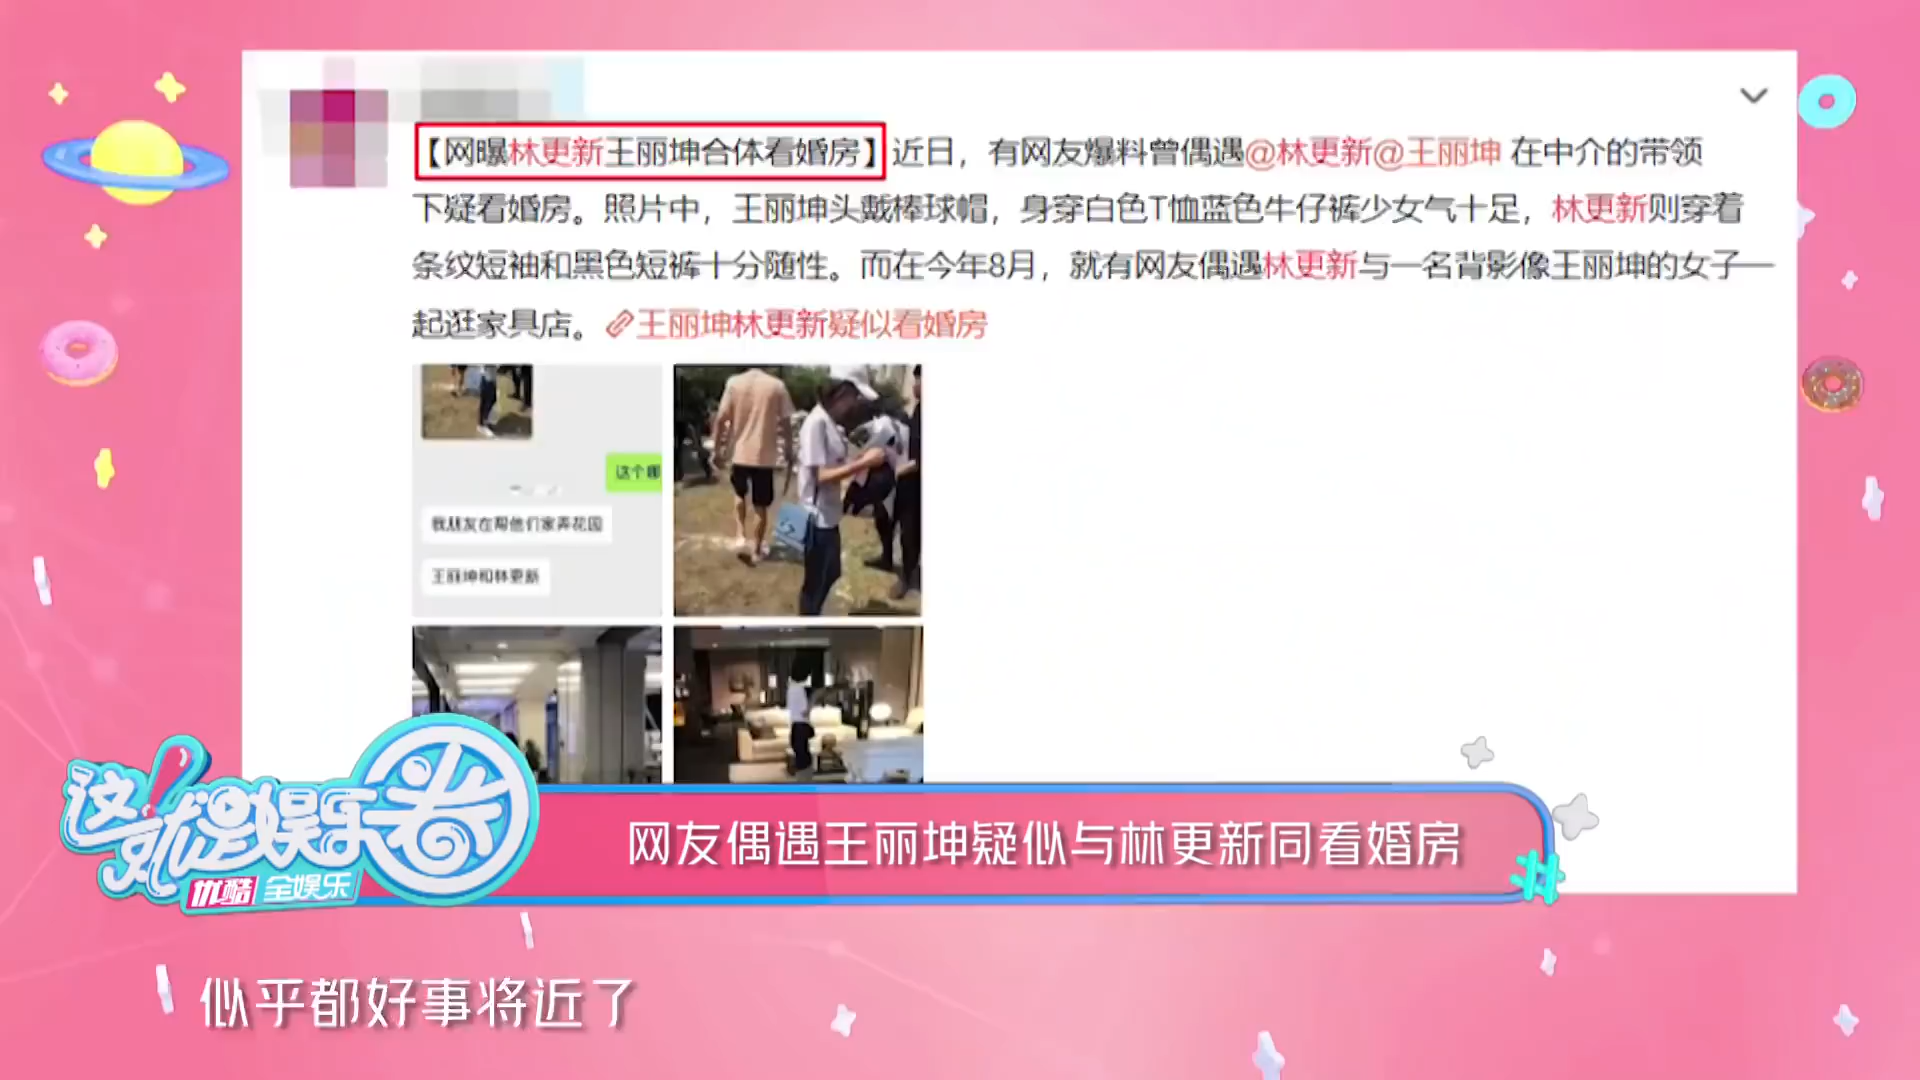 【网曝林更新王丽坤合体看婚房】近日，有网友爆料曾偶遇@林更新@王丽坤 在中介的带领
下疑看婚房。照片中，王丽坤头戴棒球帽，身穿白色T恤蓝色牛仔裤少女气十足，林更新则穿着
条纹短袖和黑色短裤十分随性。而在今年8月，就有网友偶遇林更新与一名背影像王丽坤的女子一
起逛家具店。王丽坤林更新疑似看婚房
这个哪
我朋友在帮他们家弄花园
王丽坤和林更新
这就是娱乐圈
优酷 全娱乐
网友偶遇王丽坤疑似与林更新同看婚房
似乎都好事将近了